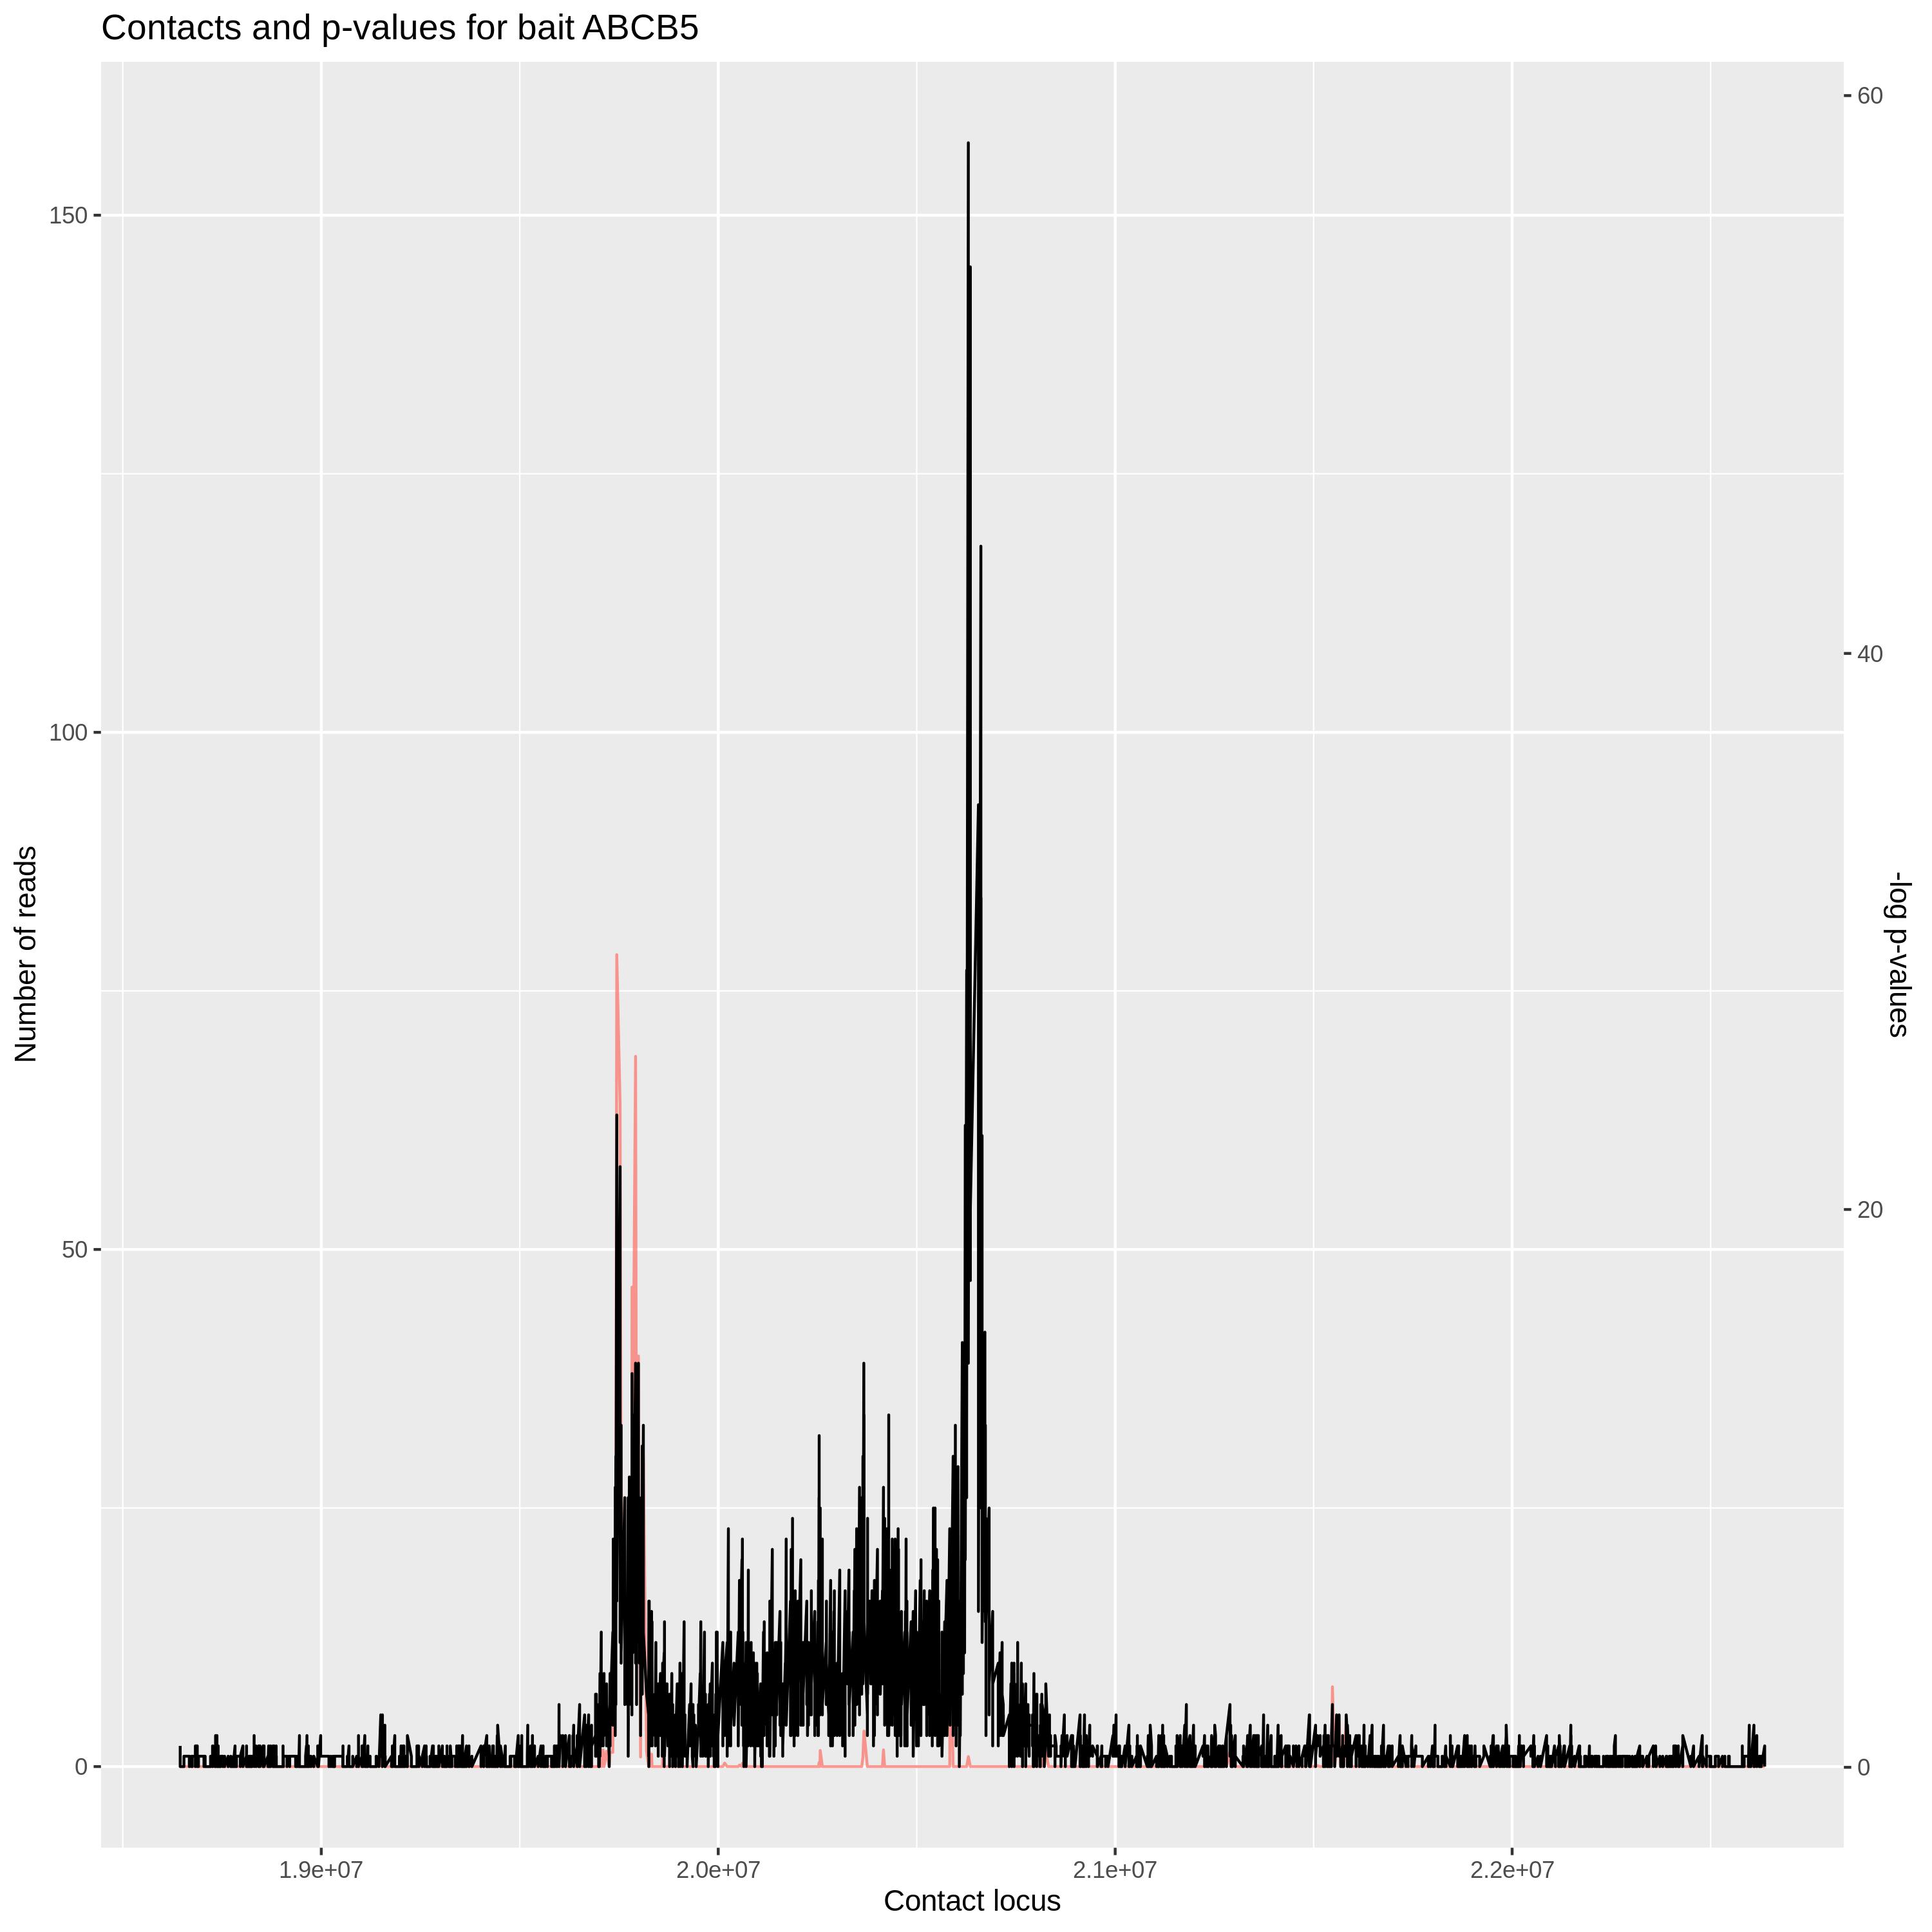 Contacts and p-values for bait ABCB5
Number of reads
150
100
50
0
60
40
20
0
-log p-values
1.9e+07
2.0e+07
2.1e+07
2.2e+07
Contact locus